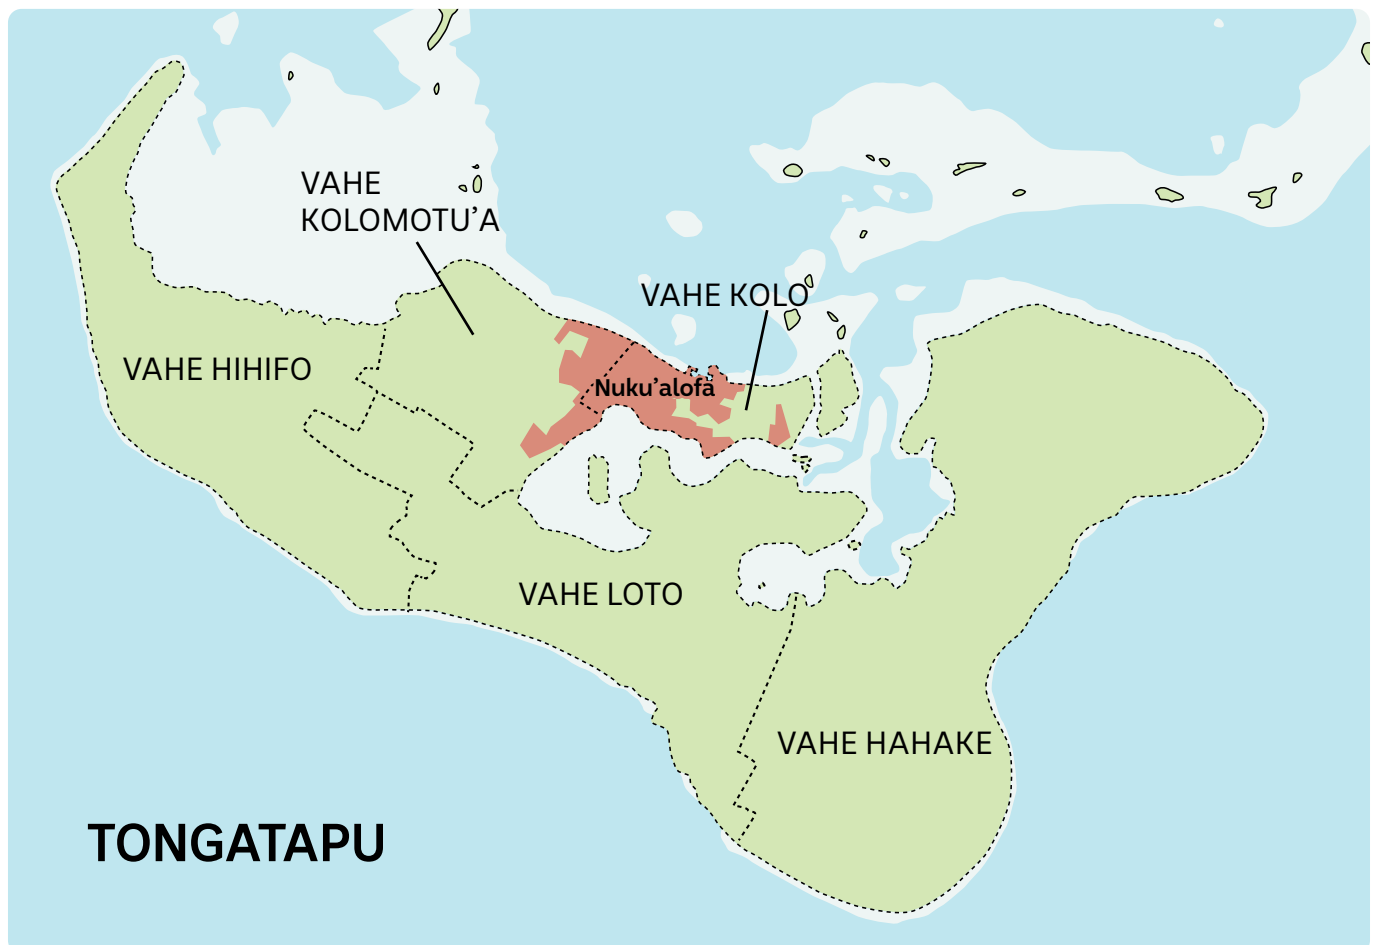 VAHE
KOLOMOTU’A
VAHE KOLO
VAHE HIHIFO
Nuku’alofa
VAHE LOTO
VAHE HAHAKE
TONGATAPU